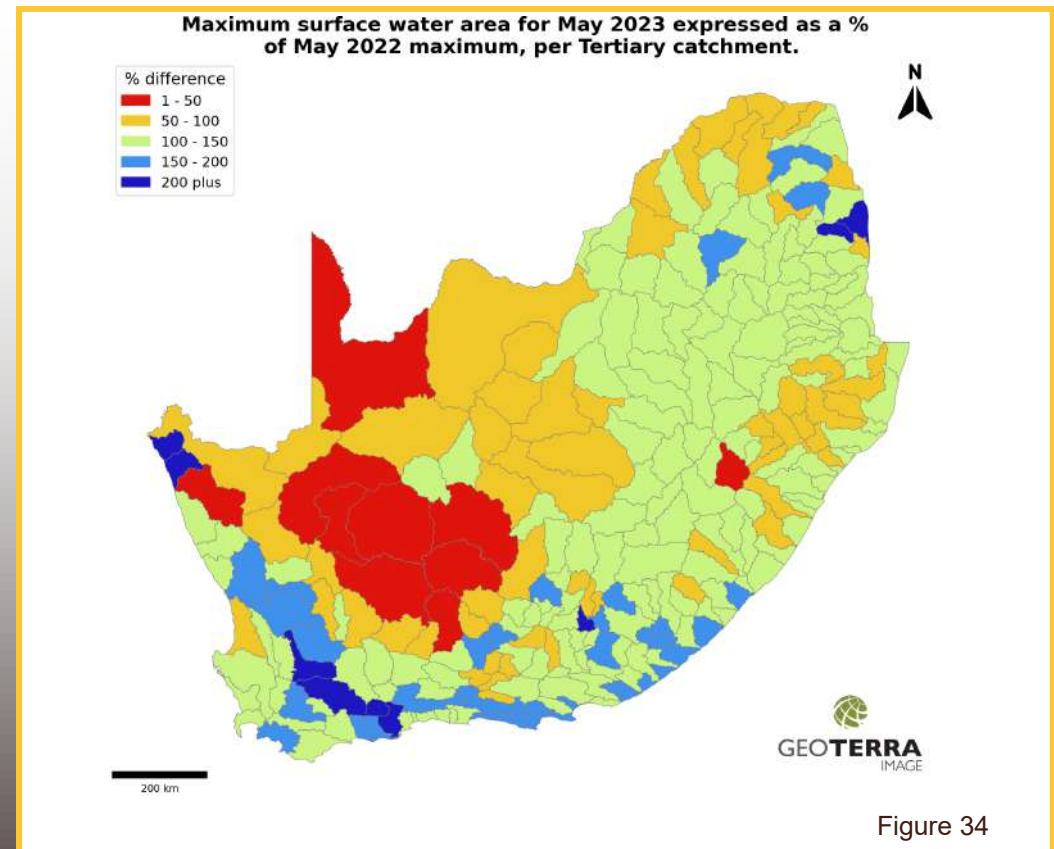 Maximum surface water area for May 2023 expressed as a %
of May 2022 maximum, per Tertiary catchment.
% difference
1 - 50
50 - 100
100 - 150
150 - 200
200 plus
N
GEOTERRA
IMAGE
200 km
Figure 34